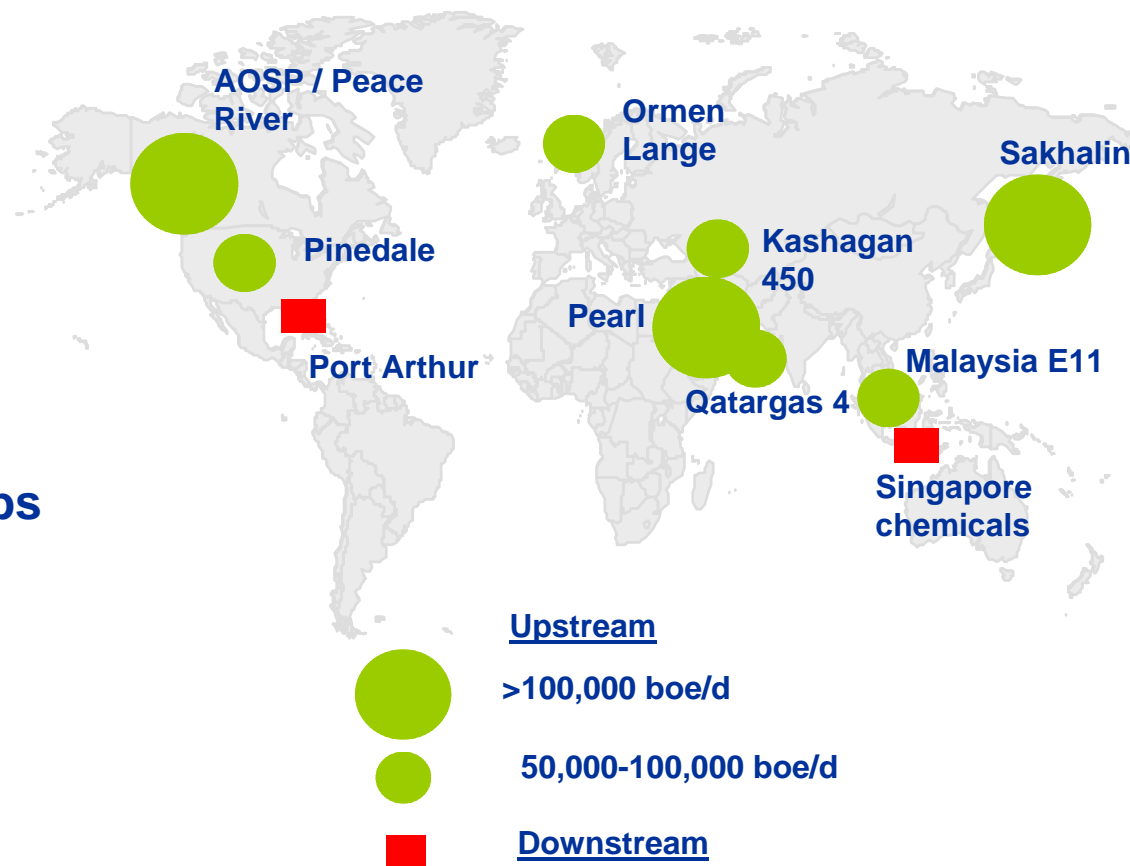 AOSP / Peace
River
Ormen
Lange
Sakhalin
Pinedale
Kashagan
450
Pearl
Port Arthur
Malaysia E11
Qatargas 4
Singapore
chemicals
Upstream
>100,000 boe/d
50,000-100,000 boe/d
Downstream